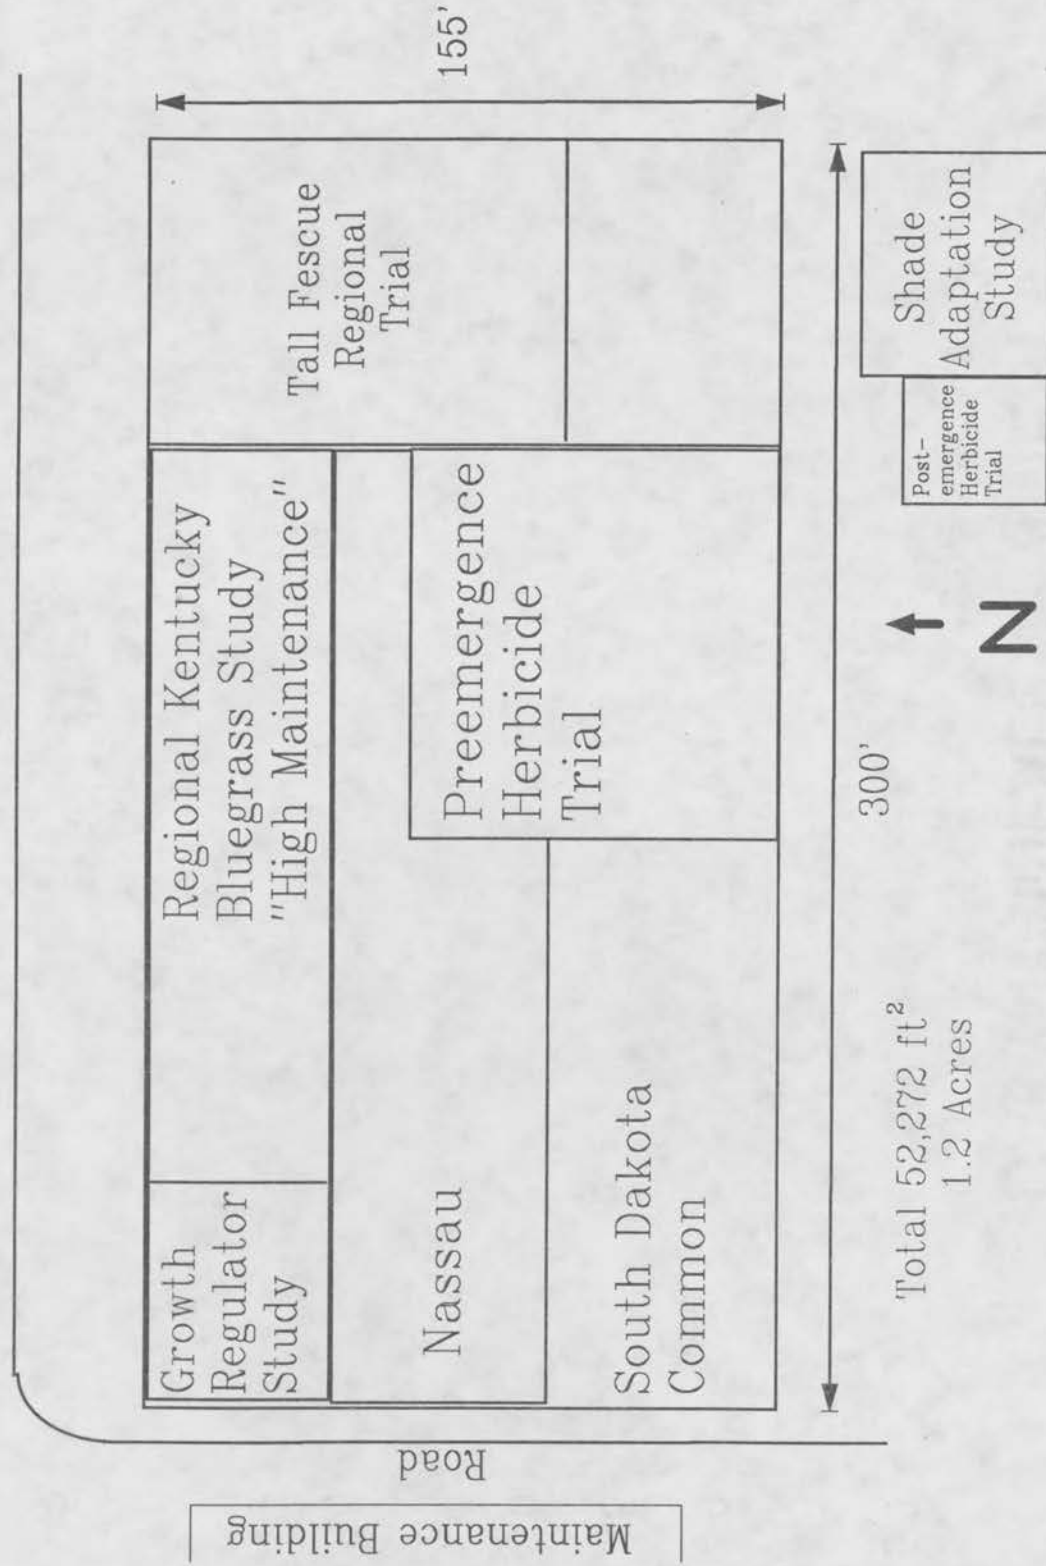 Maintenance Building
Road
Growth
Regulator
Study
Regional Kentucky
Bluegrass Study
"High Maintenance"
Tall Fescue
Regional
Trial
155'
Nassau
Preemergence
Herbicide
Trial
South Dakota
Common
300'
Total 52,272 ft²
1.2 Acres
N
Post-
emergence
Herbicide
Trial
Shade
Adaptation
Study